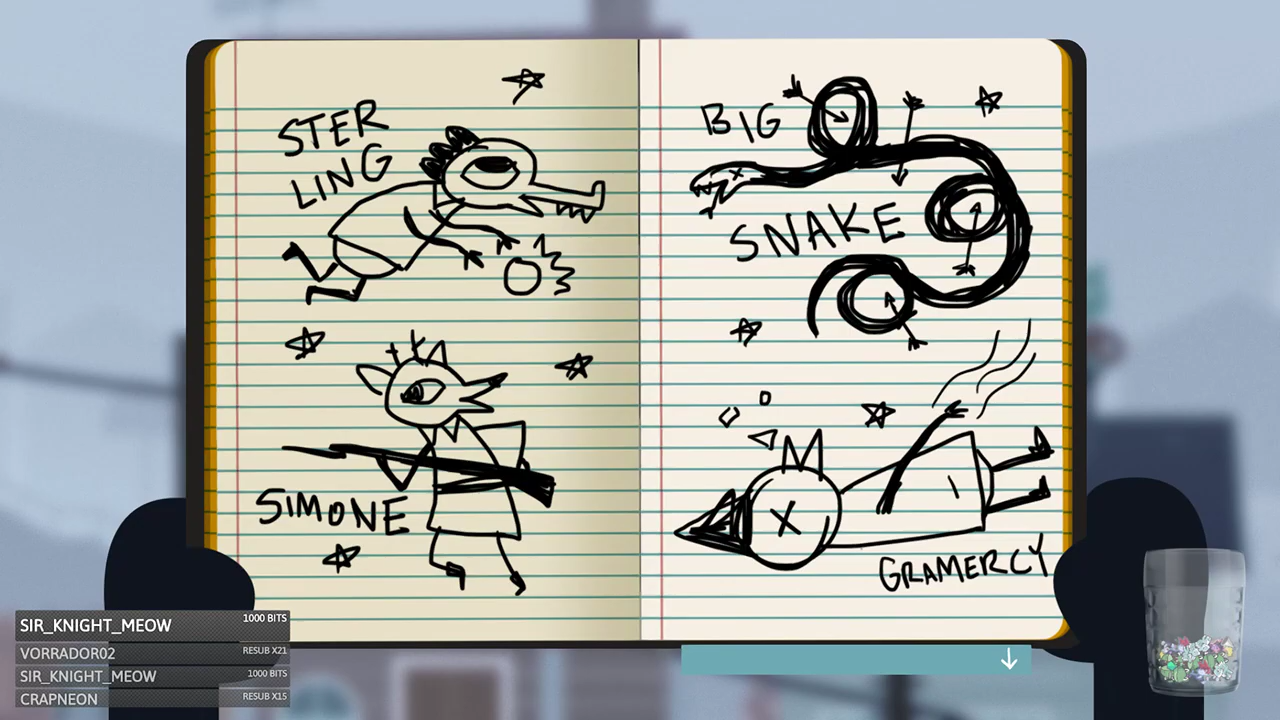 STER
LING
BIG
SNAKE
SIMONE
GRAMERCY
SIR_KNIGHT_MEOW 1000 BITS
VORRADOR02 RESUB X21
SIR_KNIGHT_MEOW 1000 BITS
CRAPNEON RESUB X15